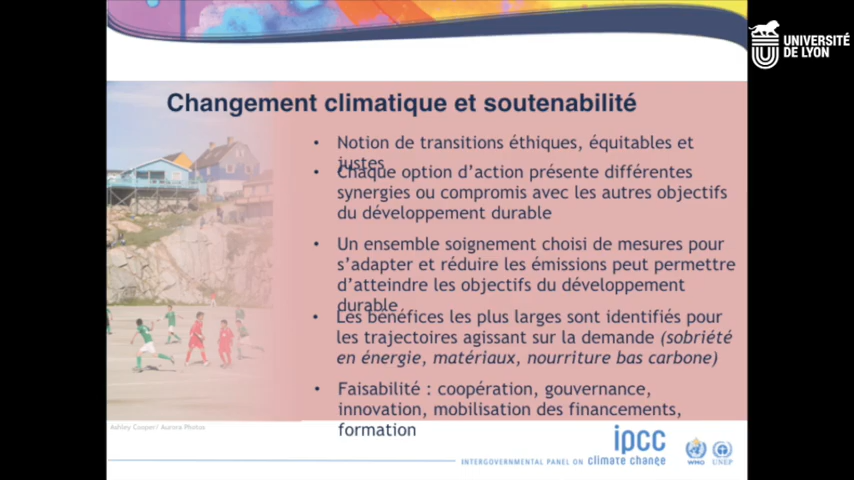 UNIVERSITÉ
DE LYON
Changement climatique et soutenabilité
• Notion de transitions éthiques, équitables et
justes
• Chaque option d’action présente différentes
synergies ou compromis avec les autres objectifs
du développement durable
• Un ensemble soignement choisi de mesures pour
s’adapter et réduire les émissions peut permettre
d’atteindre les objectifs du développement
durable
• Les bénéfices les plus larges sont identifiés pour
les trajectoires agissant sur la demande (sobriété
en énergie, matériaux, nourriture bas carbone)
• Faisabilité : coopération, gouvernance,
innovation, mobilisation des financements,
formation
Ashley Cooper/ Aurora Photos
ipcc
INTERGOVERNMENTAL PANEL ON climate change
WMO
UNEP